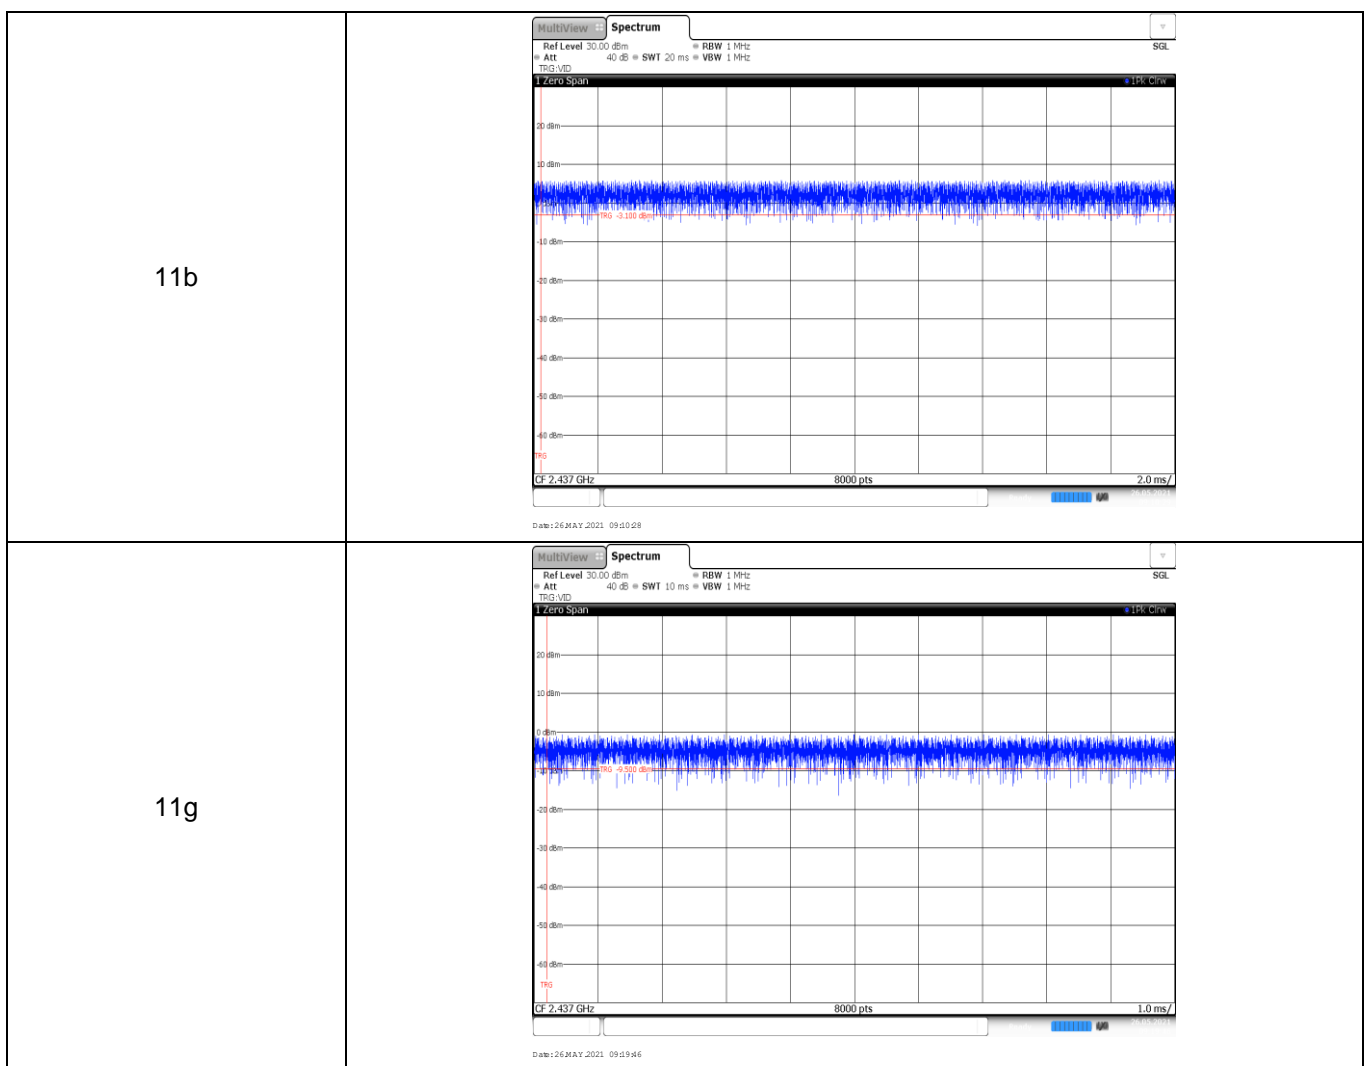 11b
MultiView Spectrum
Ref Level 30.00 dBm RBW 1 MHz SGL
Att 40 dB SWT 20 ms VBW 1 MHz
TRG:VID
1 Zero Span 1Pk Clrw
20 dBm
10 dBm
TRG -3.100 dBm
-10 dBm
-20 dBm
-30 dBm
-40 dBm
-50 dBm
-60 dBm
TRG
CF 2.437 GHz 8000 pts 2.0 ms/
26.05.2021
Date: 26.MAY.2021 09:10:28
11g
MultiView Spectrum
Ref Level 30.00 dBm RBW 1 MHz SGL
Att 40 dB SWT 10 ms VBW 1 MHz
TRG:VID
1 Zero Span 1Pk Clrw
20 dBm
10 dBm
0 dBm
TRG -9.500 dBm
-20 dBm
-30 dBm
-40 dBm
-50 dBm
-60 dBm
TRG
CF 2.437 GHz 8000 pts 1.0 ms/
Date: 26.MAY.2021 09:19:46